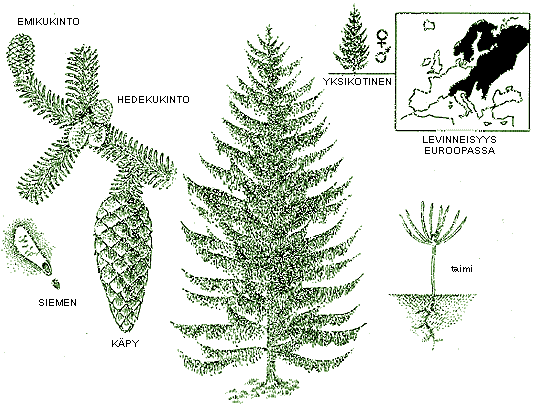 EMIKUKINTO
HEDEKUKINTO
SIEMEN
KÄPY
YKSIKOTINEN
LEVINNEISYYS
EUROOPASSA
taimi